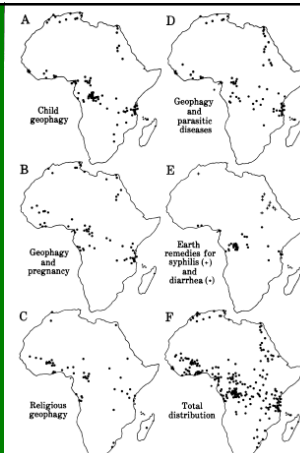 A
Child
geophagy
B
Geophagy
and
pregnancy
C
Religious
geophagy
D
Geophagy
and
parasitic
diseases
E
Earth
remedies for
syphilis (+)
and
diarrhea (•)
F
Total
distribution